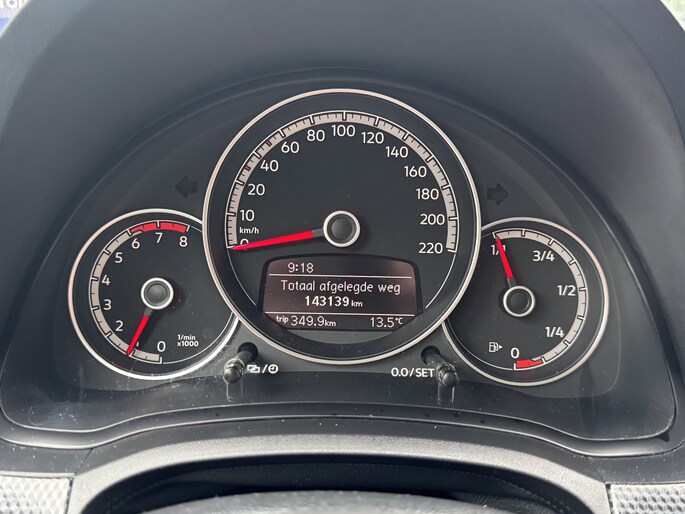 0 10 20 40 60 80 100 120 140 160 180 200 220
km/h
9:18
Totaal afgelegde weg
143139 km
trip 349.9 km 13.5°C
0 1 2 3 4 5 6 7 8
1/min
x1000
1/1 3/4 1/2 1/4 0
/
0.0/SET